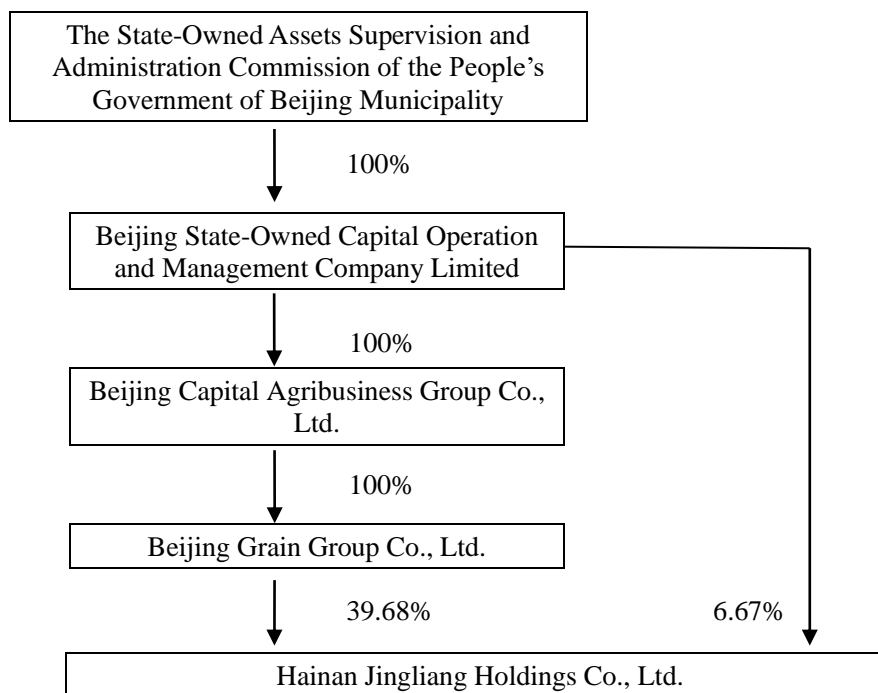 The State-Owned Assets Supervision and
Administration Commission of the People’s
Government of Beijing Municipality
100%
Beijing State-Owned Capital Operation
and Management Company Limited
100%
Beijing Capital Agribusiness Group Co.,
Ltd.
100%
Beijing Grain Group Co., Ltd.
39.68%
6.67%
Hainan Jingliang Holdings Co., Ltd.